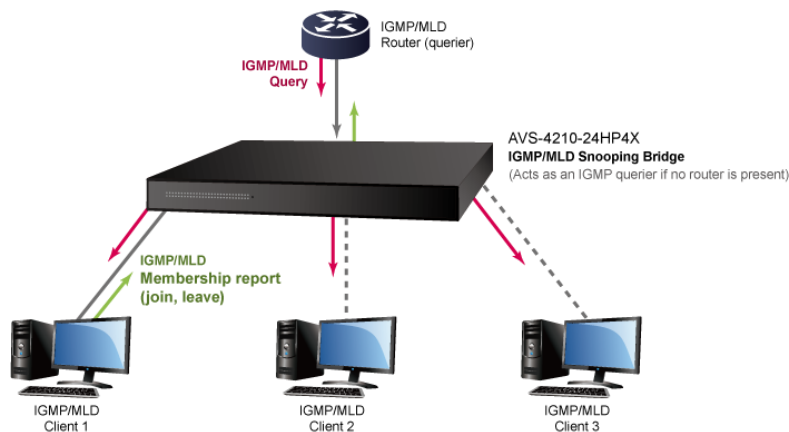 IGMP/MLD
Router (querier)
IGMP/MLD
Query
AVS-4210-24HP4X
IGMP/MLD Snooping Bridge
(Acts as an IGMP querier if no router is present)
IGMP/MLD
Membership report
(join, leave)
IGMP/MLD
Client 1
IGMP/MLD
Client 2
IGMP/MLD
Client 3